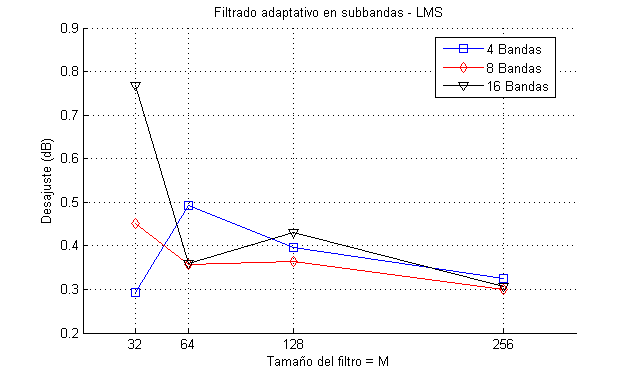 Filtrado adaptativo en subbandas - LMS
0.9
0.8
0.7
0.6
0.5
0.4
0.3
0.2
Desajuste (dB)
4 Bandas
8 Bandas
16 Bandas
32 64 128 256
Tamaño del filtro = M